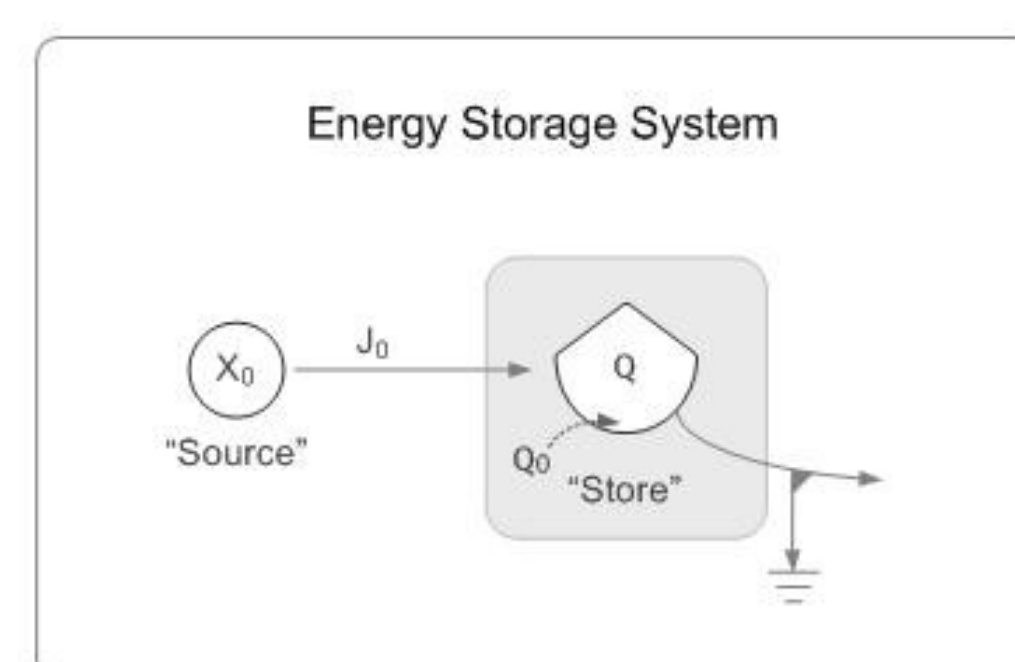 Energy Storage System
J₀
X₀
Q
"Source"
Q₀
"Store"